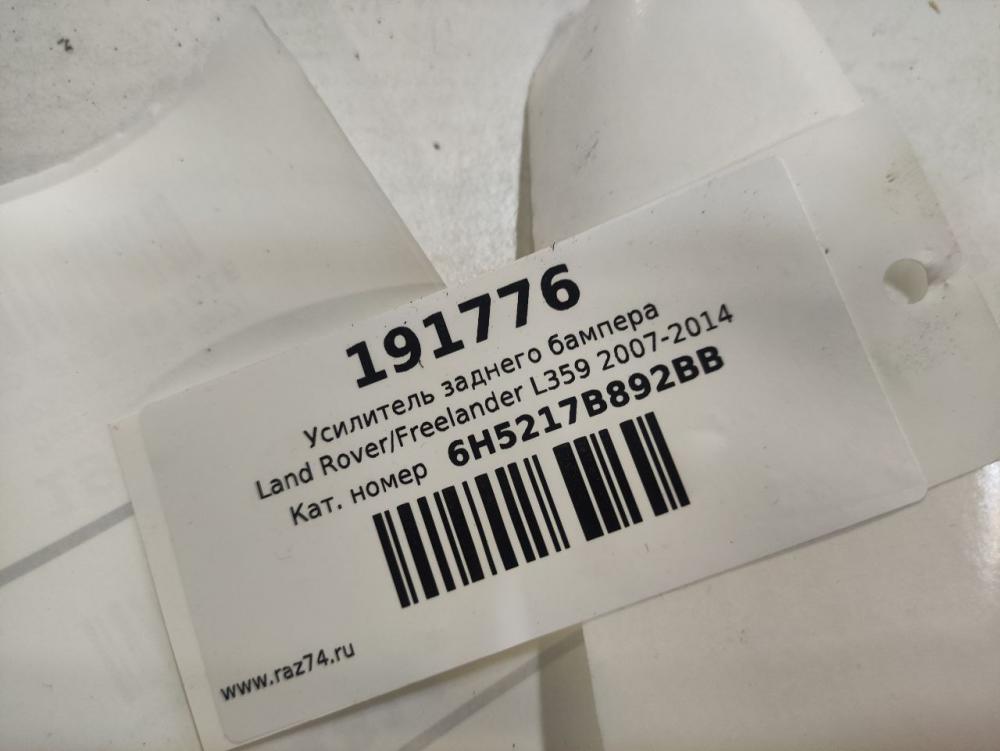 191776
Усилитель заднего бампера
Land Rover/Freelander L359 2007-2014
Кат. номер 6H5217B892BB
www.raz74.ru